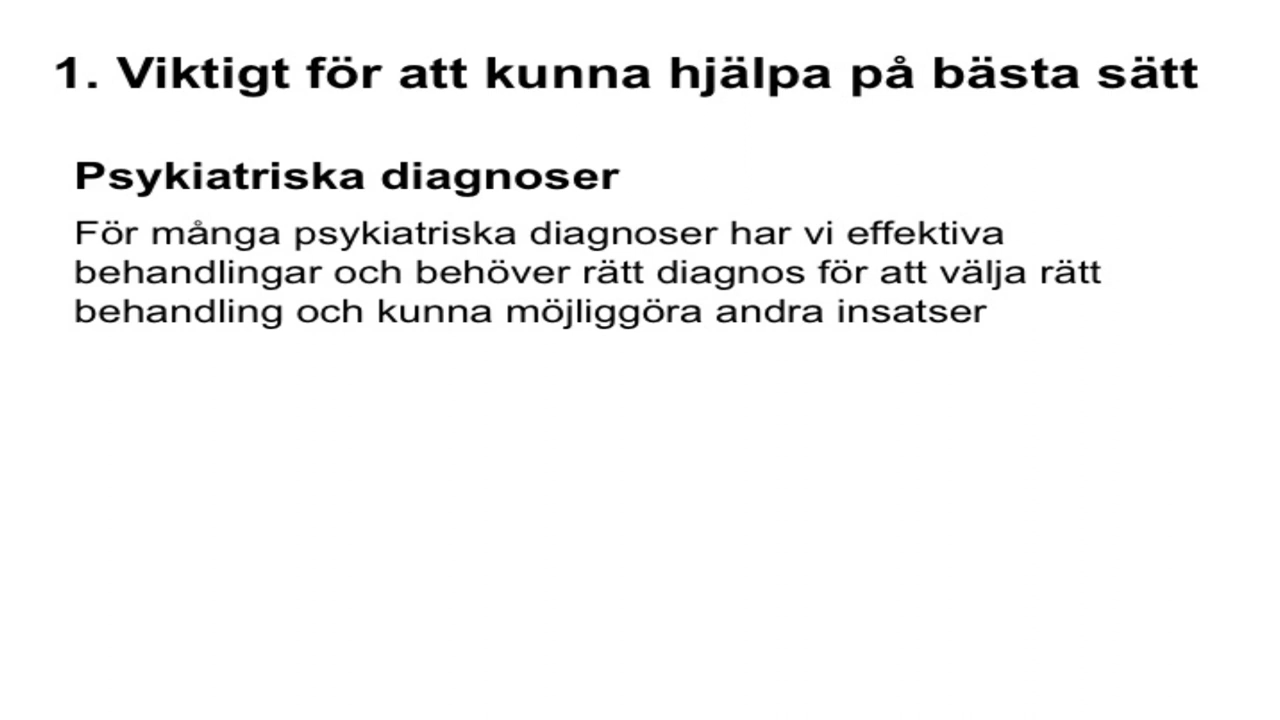 1. Viktigt för att kunna hjälpa på bästa sätt
Psykiatriska diagnoser
För många psykiatriska diagnoser har vi effektiva
behandlingar och behöver rätt diagnos för att välja rätt
behandling och kunna möjliggöra andra insatser